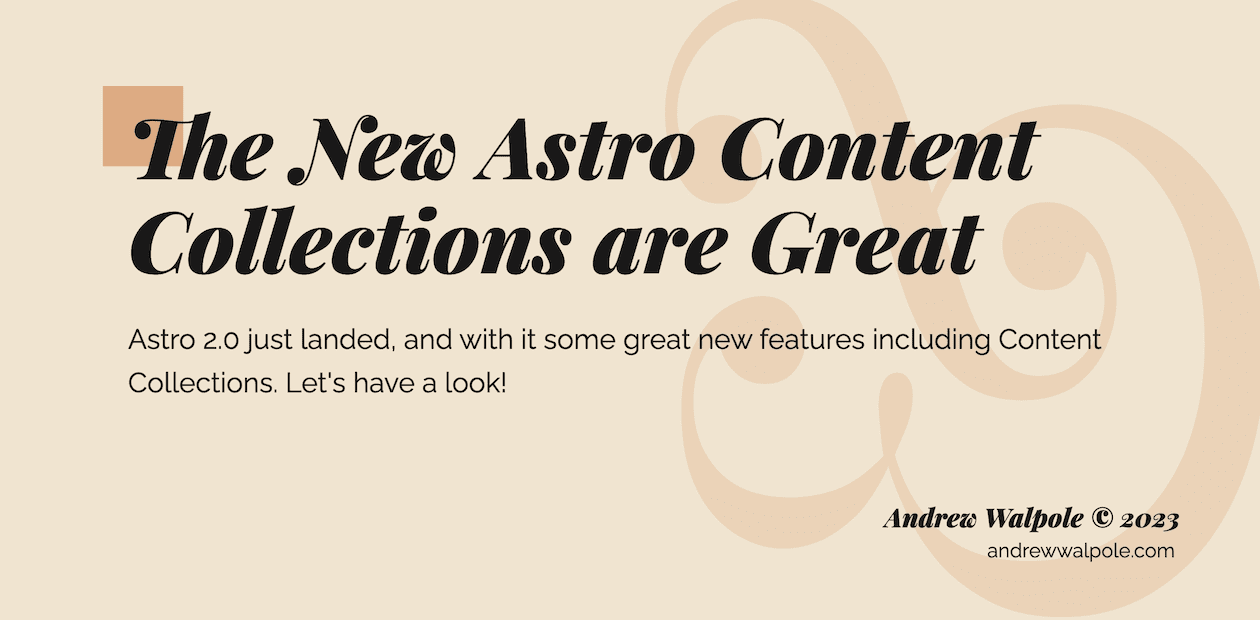 The New Astro Content
Collections are Great
Astro 2.0 just landed, and with it some great new features including Content
Collections. Let's have a look!
Andrew Walpole © 2023
andrewwalpole.com